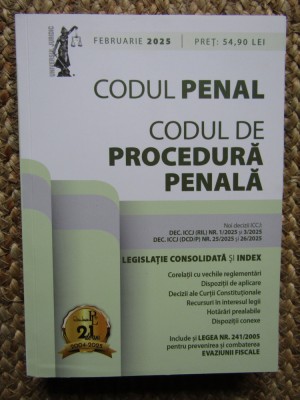 UNIVERSUL JURIDIC
FEBRUARIE 2025 PREȚ: 54,90 LEI
CODUL PENAL
CODUL DE
PROCEDURĂ
PENALĂ
Noi decizii ICCJ
DEC. ICCJ (RIL) NR. 1/2025 și 3/2025
DEC. ICCJ (DCD/P) NR. 25/2025 și 26/2025
LEGISLAȚIE CONSOLIDATĂ ȘI INDEX
Corelații cu vechile reglementări
Dispoziții de aplicare
Decizii ale Curții Constituționale
Recursuri în interesul legii
Hotărâri prealabile
Dispoziții conexe
Include și LEGEA NR. 241/2005
pentru prevenirea și combaterea
EVAZIUNII FISCALE
2004-2025